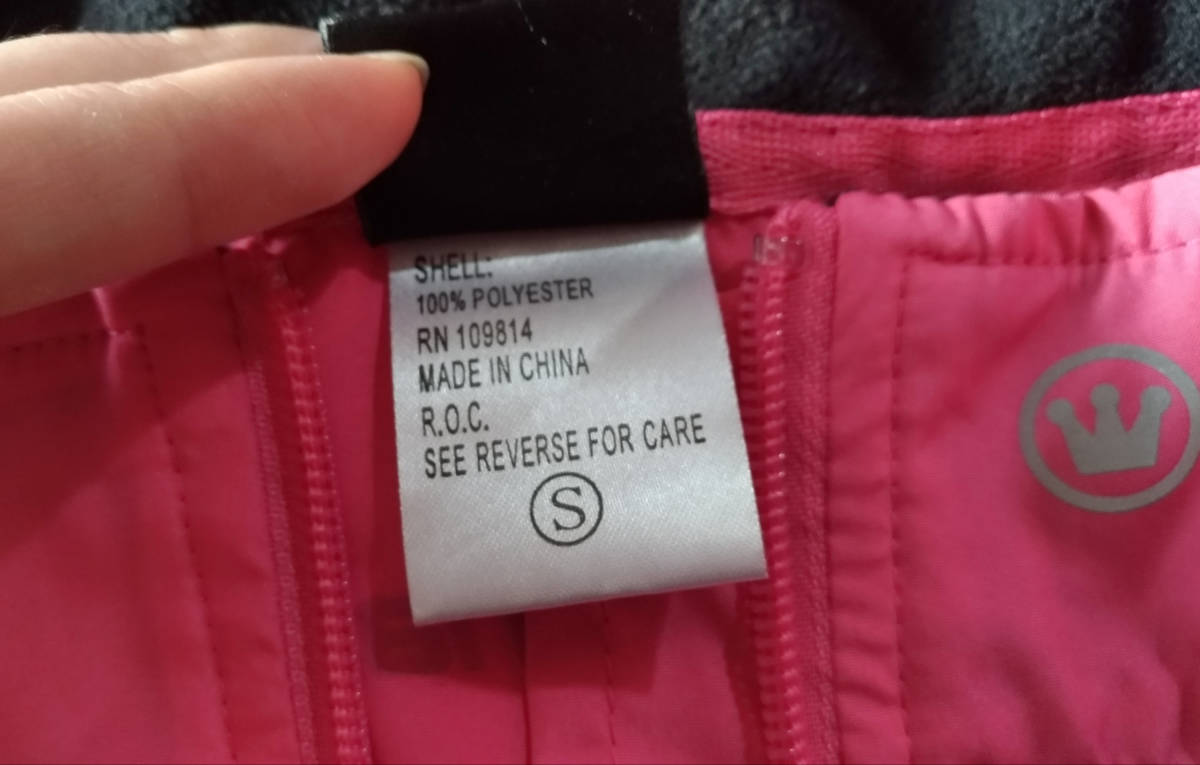 SHELL:
100% POLYESTER
RN 109814
MADE IN CHINA
R.O.C.
SEE REVERSE FOR CARE
S